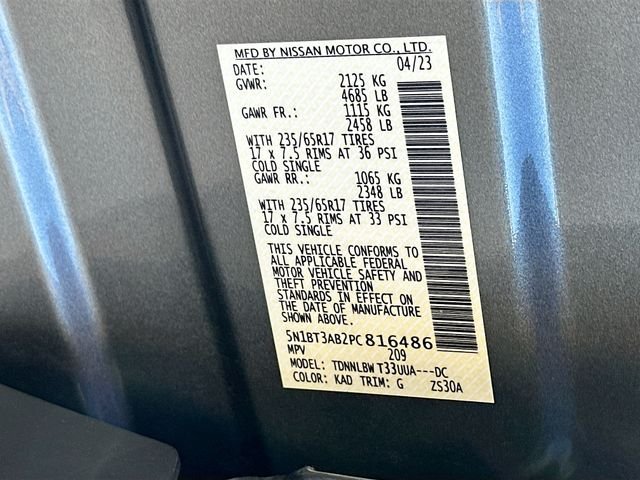 MFD BY NISSAN MOTOR CO., LTD.
DATE: 04/23
GVWR: 2125 KG
4685 LB
GAWR FR.: 1115 KG
2458 LB
WITH 235/65R17 TIRES
17 x 7.5 RIMS AT 36 PSI
COLD SINGLE
GAWR RR.: 1065 KG
2348 LB
WITH 235/65R17 TIRES
17 x 7.5 RIMS AT 33 PSI
COLD SINGLE
THIS VEHICLE CONFORMS TO
ALL APPLICABLE FEDERAL
MOTOR VEHICLE SAFETY AND
THEFT PREVENTION
STANDARDS IN EFFECT ON
THE DATE OF MANUFACTURE
SHOWN ABOVE.
5N1BT3AB2PC816486
MPV 209
MODEL: TDNNLBW T33UUA---DC
COLOR: KAD TRIM: G ZS30A